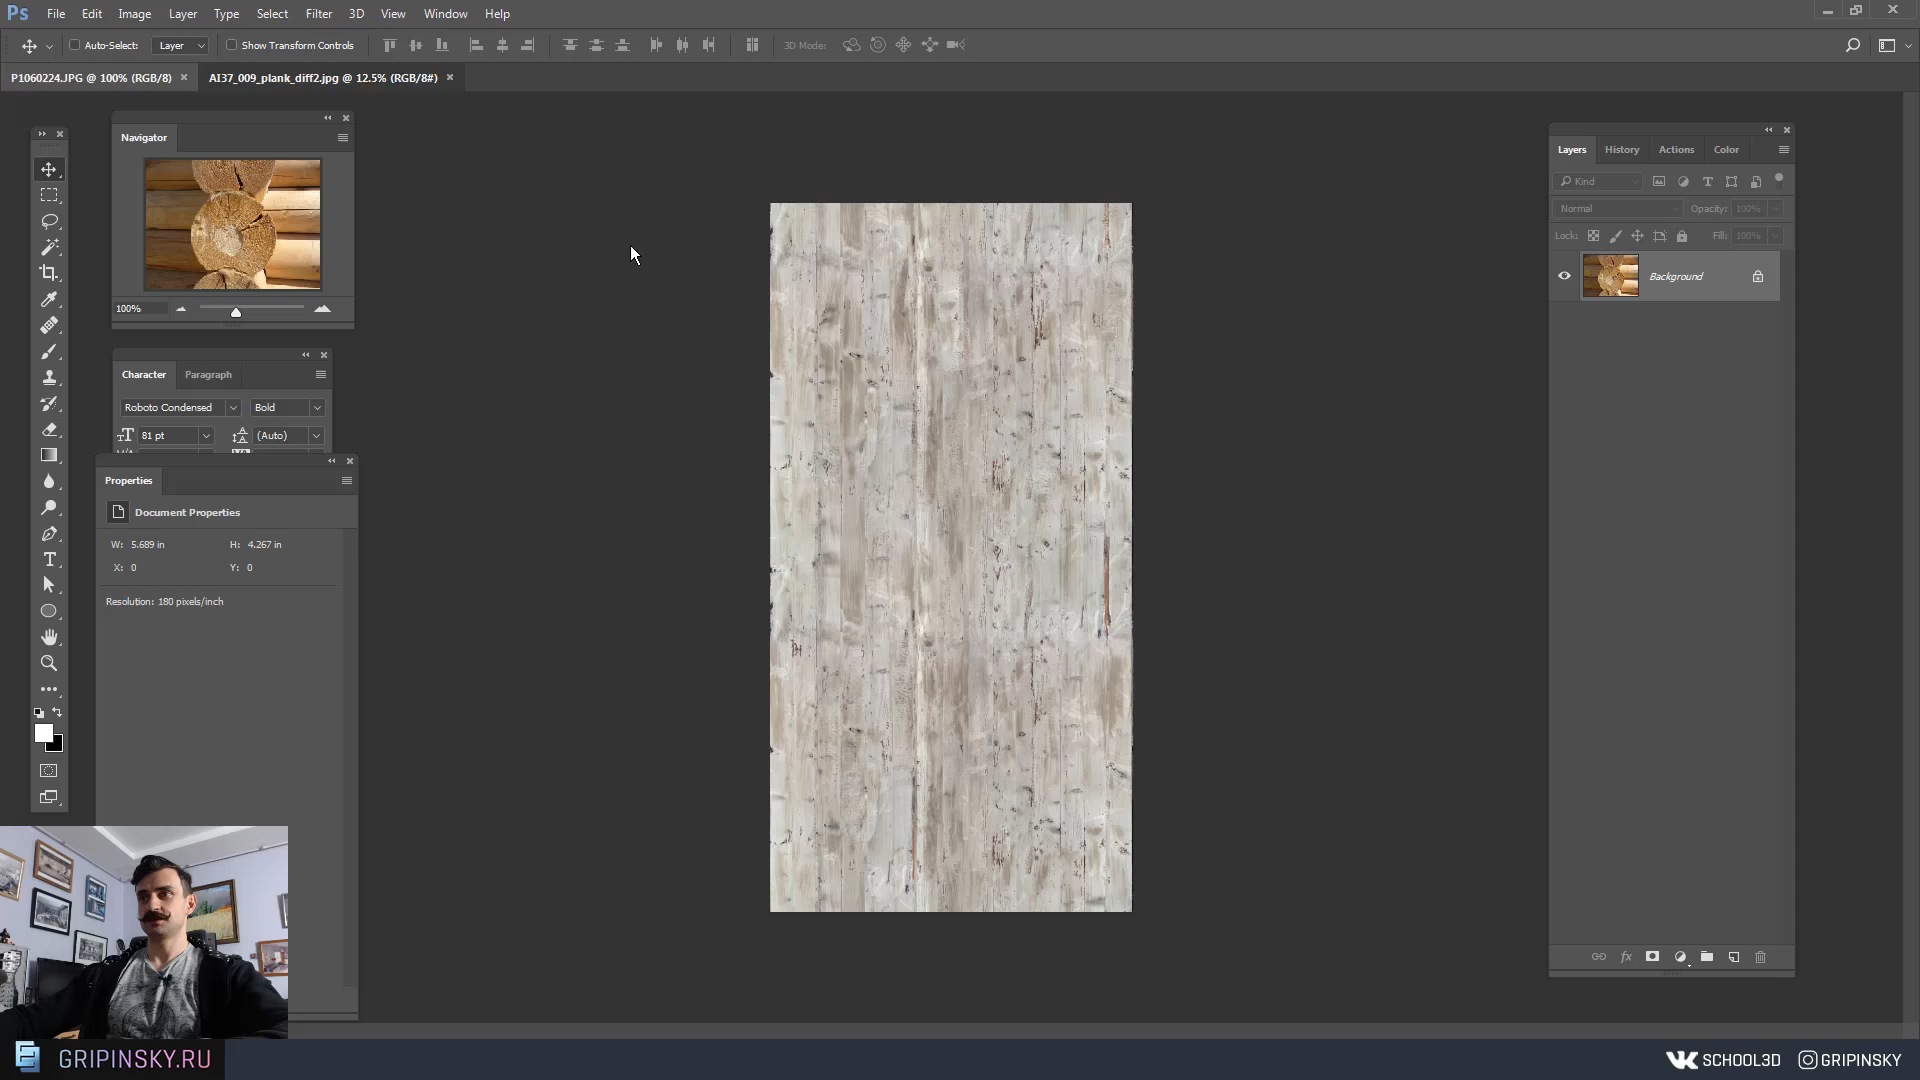 Ps File Edit Image Layer Type Select Filter 3D View Window Help
Auto-Select: Layer Show Transform Controls 3D Mode:
P1060224.JPG @ 100% (RGB/8) × AI37_009_plank_diff2.jpg @ 12.5% (RGB/8#) ×
Navigator
100%
Character Paragraph
Roboto Condensed Bold
81 pt (Auto)
Properties
Document Properties
W: 5.689 in H: 4.267 in
X: 0 Y: 0
Resolution: 180 pixels/inch
Layers History Actions Color
Kind
Normal Opacity: 100%
Lock: Fill: 100%
Background
fx
GRIPINSKY.RU
SCHOOL3D GRIPINSKY